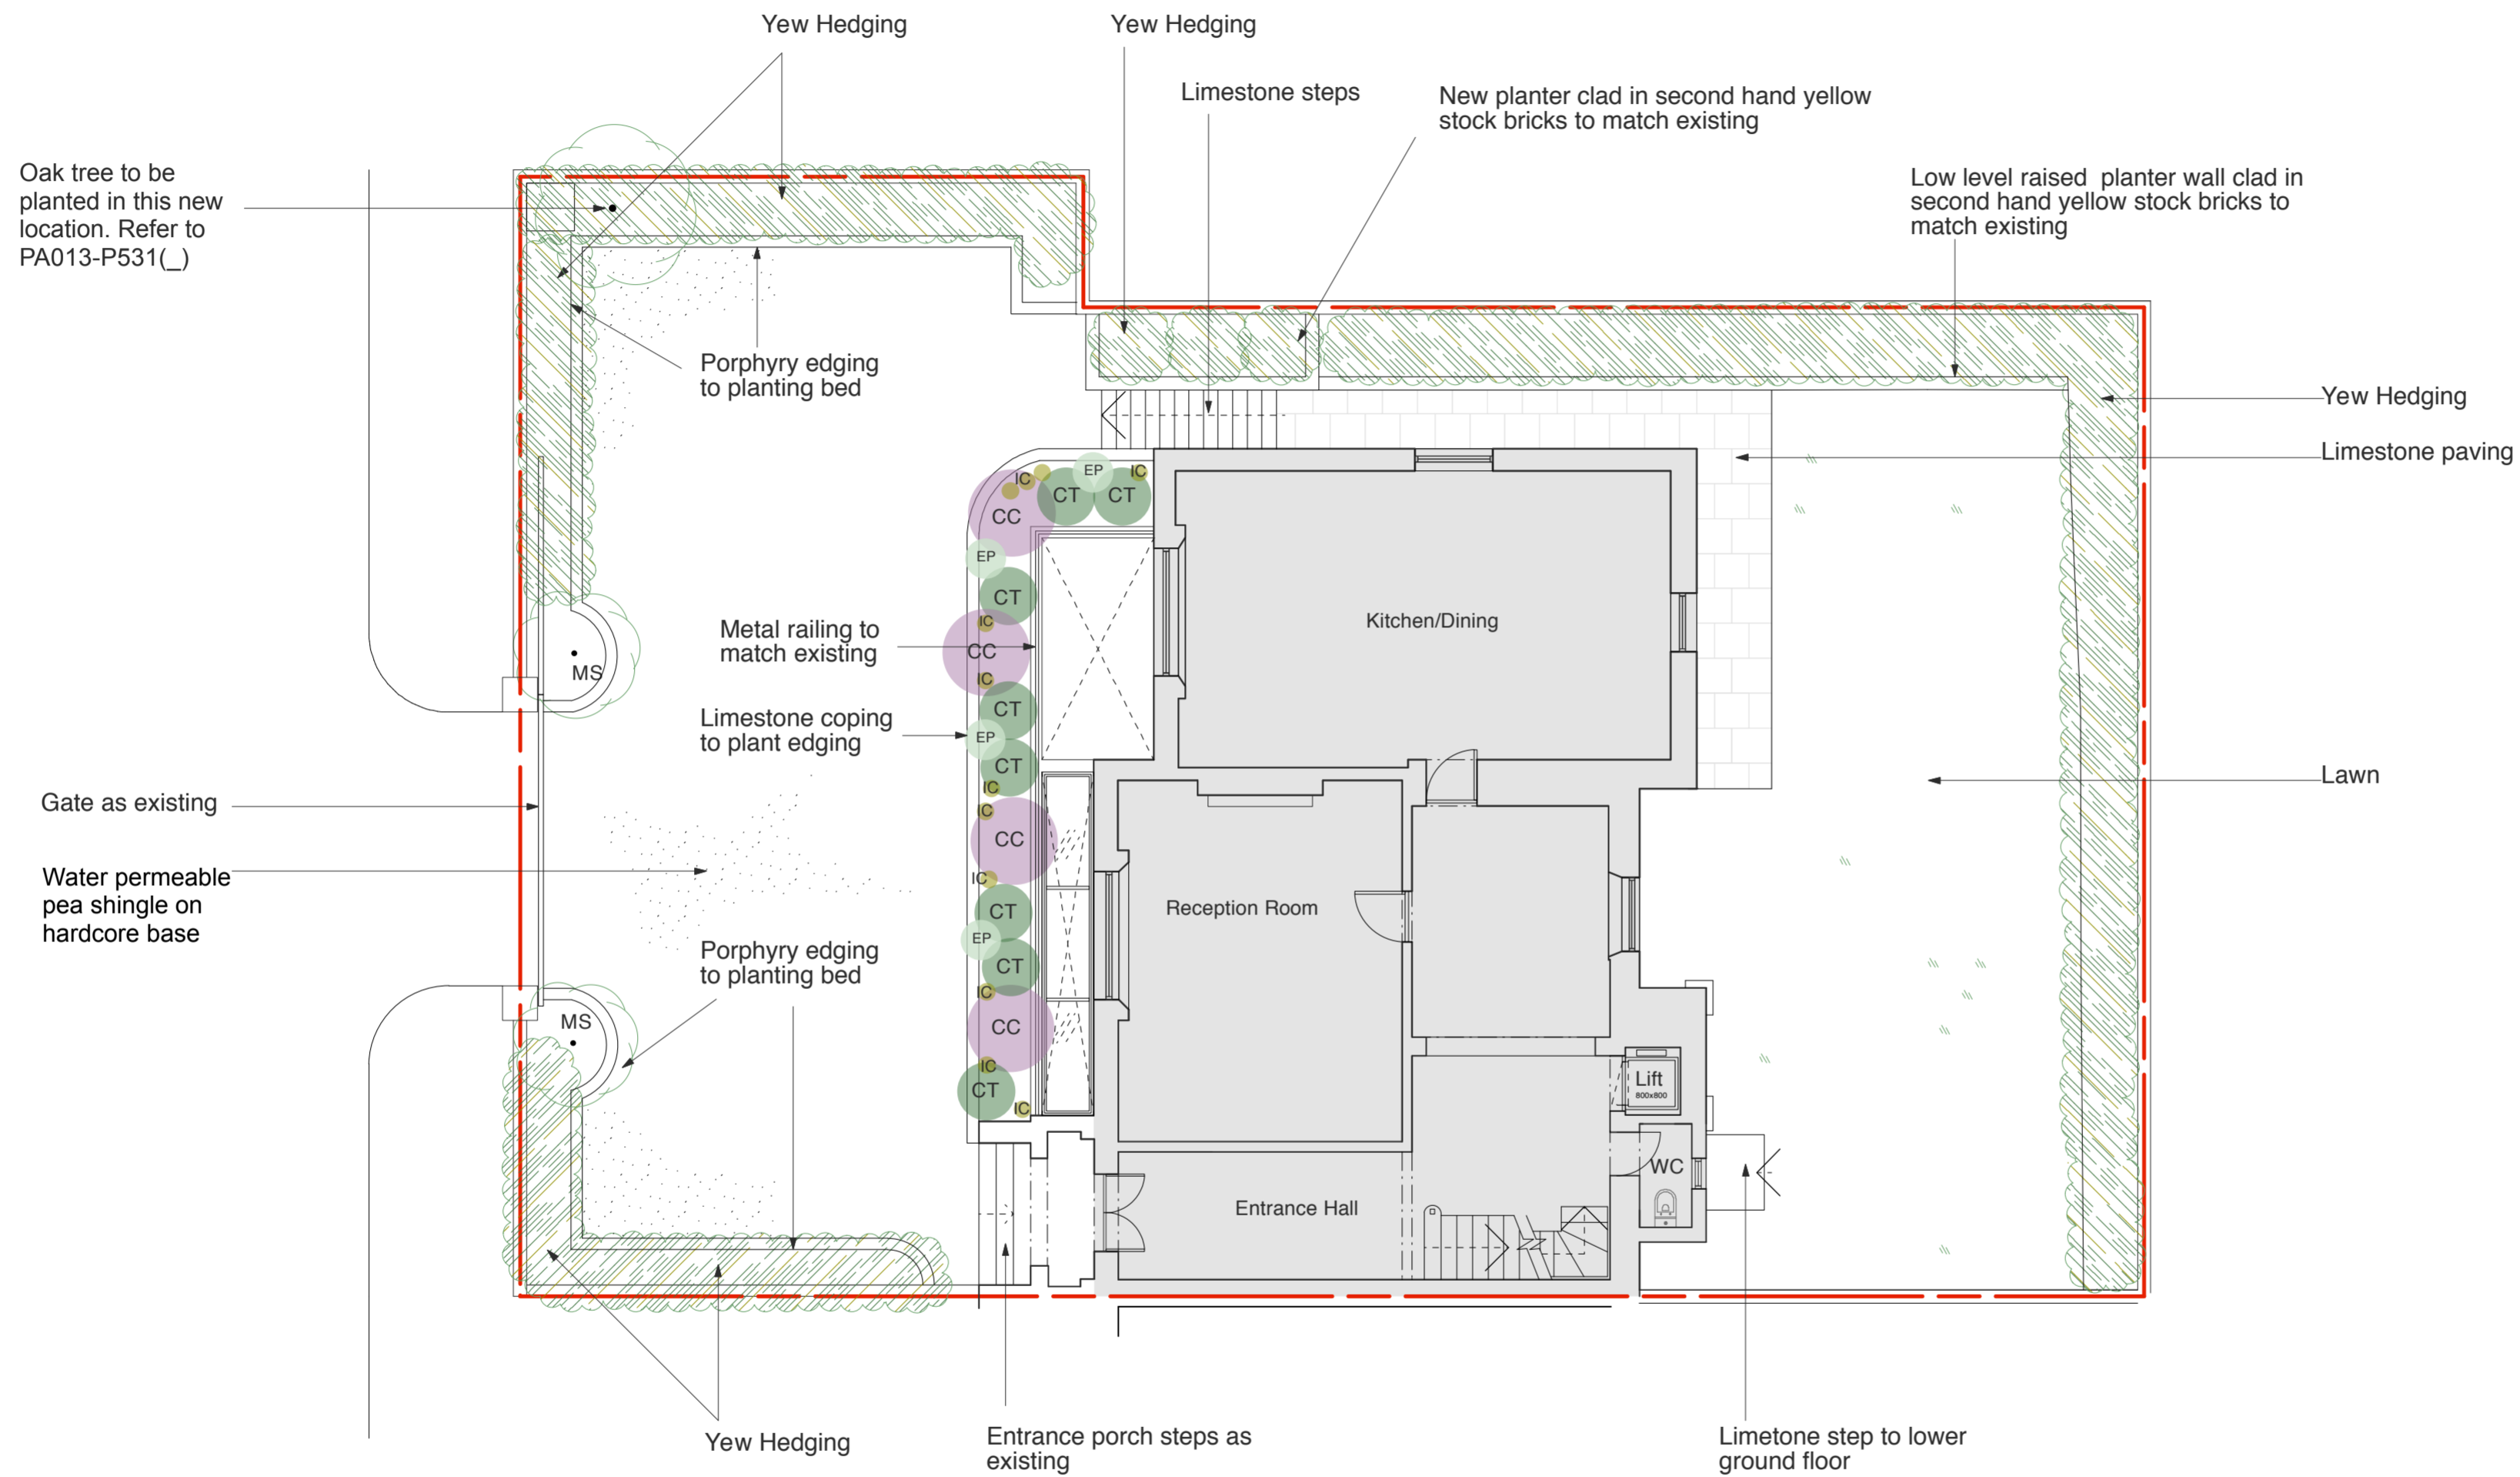 Yew Hedging
Yew Hedging
Limestone steps
New planter clad in second hand yellow
stock bricks to match existing
Oak tree to be
planted in this new
location. Refer to
PA013-P531(_)
Low level raised planter wall clad in
second hand yellow stock bricks to
match existing
Porphyry edging
to planting bed
Yew Hedging
Limestone paving
EP
IC
IC
CT
CT
CC
EP
CT
IC
Metal railing to
match existing
CC
Kitchen/Dining
MS
IC
CT
Limestone coping
to plant edging
EP
CT
Lawn
IC
Gate as existing
IC
CC
Water permeable
pea shingle on
hardcore base
IC
CT
Reception Room
EP
Porphyry edging
to planting bed
CT
IC
MS
CC
IC
Lift
800x800
CT
IC
WC
Entrance Hall
Yew Hedging
Entrance porch steps as
existing
Limetone step to lower
ground floor